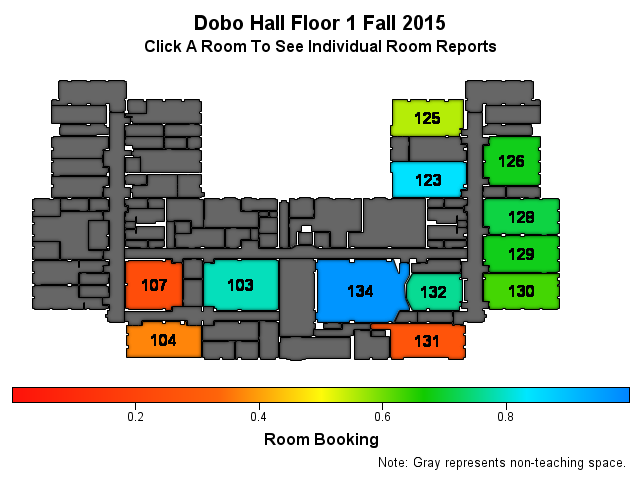 Dobo Hall Floor 1 Fall 2015
Click A Room To See Individual Room Reports
125
126
123
128
129
107
103
134
132
130
104
131
0.2 0.4 0.6 0.8
Room Booking
Note: Gray represents non-teaching space.